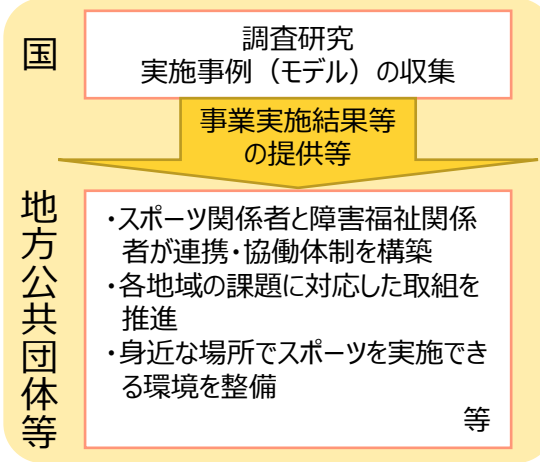 国
調査研究
実施事例（モデル）の収集
事業実施結果等
の提供等
地方公共団体等
・スポーツ関係者と障害福祉関係
者が連携・協働体制を構築
・各地域の課題に対応した取組を
推進
・身近な場所でスポーツを実施でき
る環境を整備
等